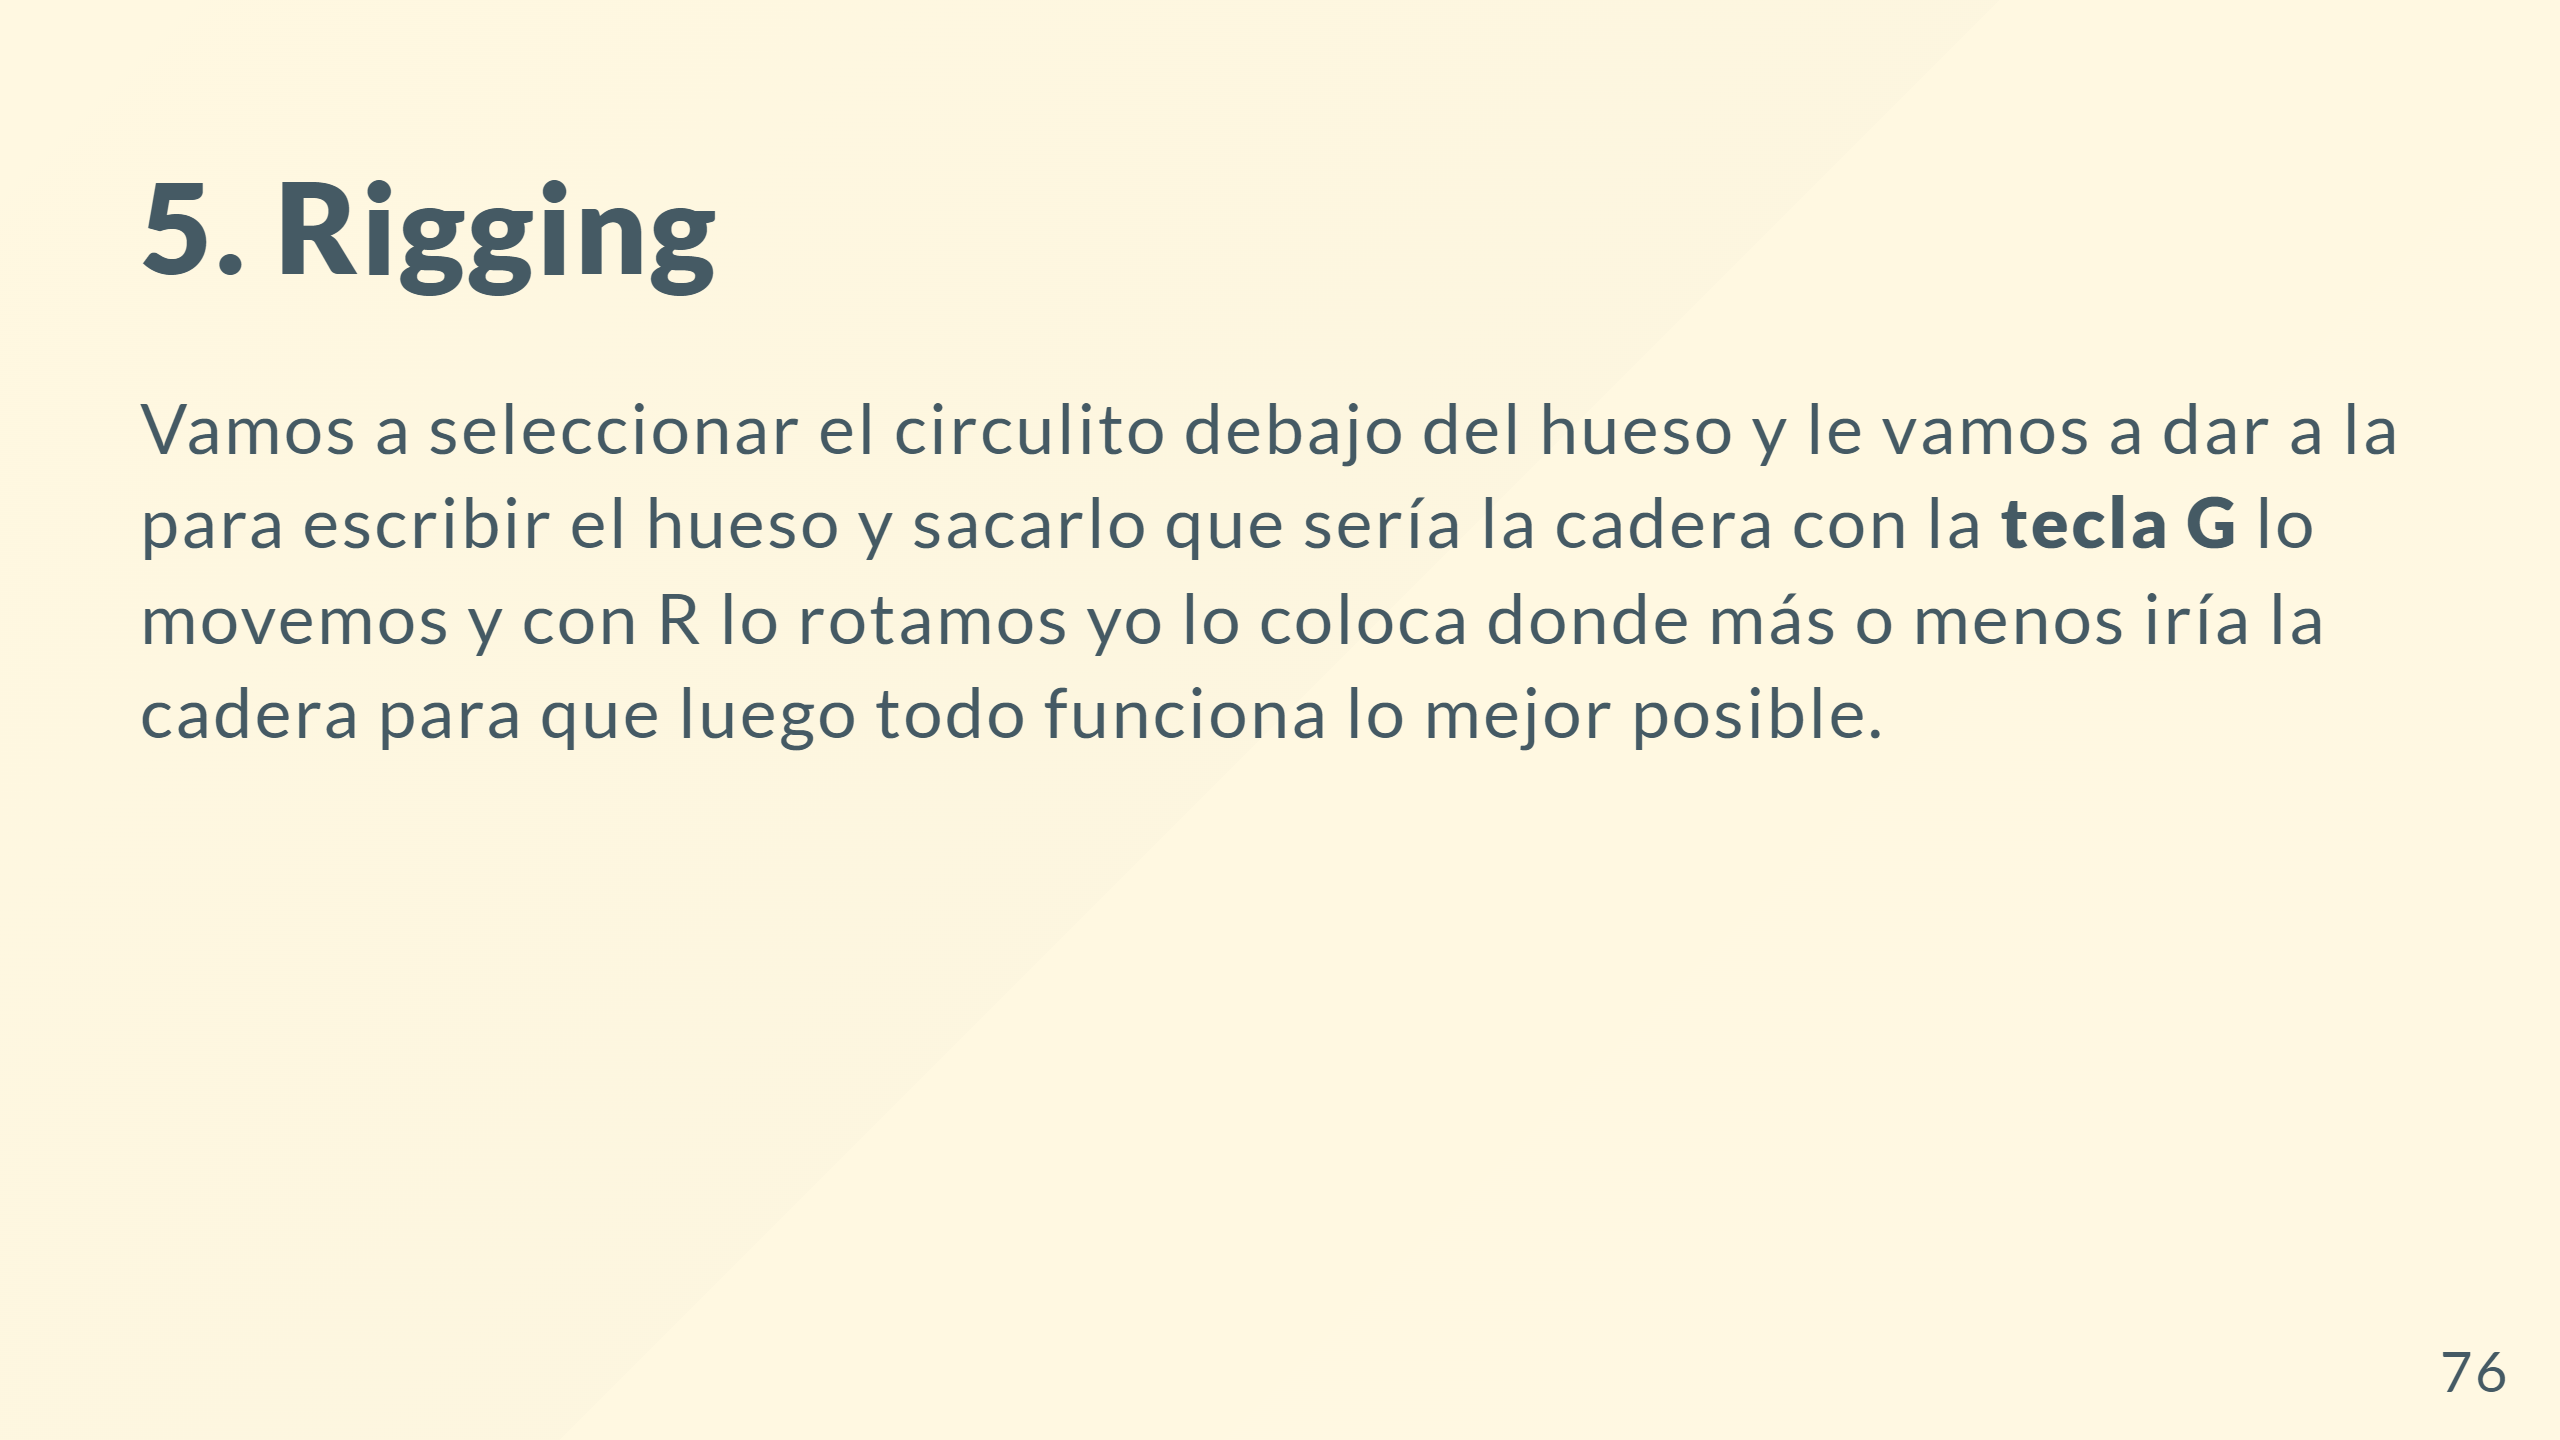 5. Rigging
Vamos a seleccionar el circulito debajo del hueso y le vamos a dar a la
para escribir el hueso y sacarlo que sería la cadera con la tecla G lo
movemos y con R lo rotamos yo lo coloca donde más o menos iría la
cadera para que luego todo funciona lo mejor posible.
76